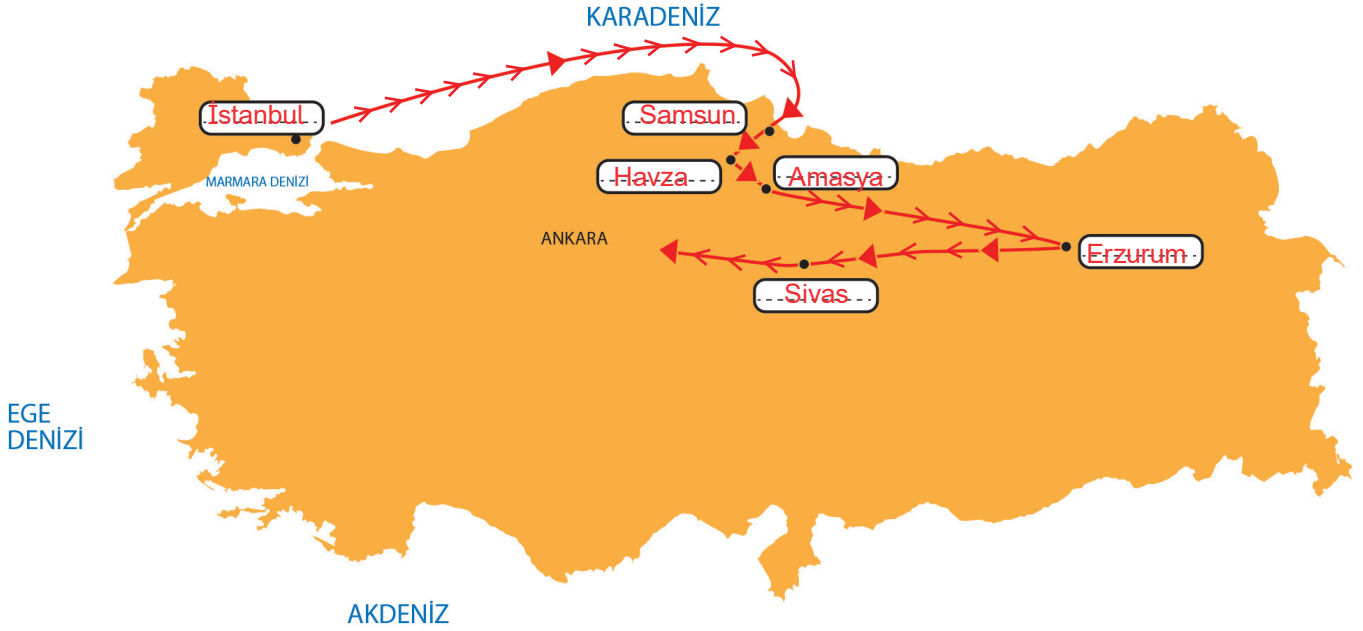 KARADENİZ
İstanbul
Samsun
MARMARA DENİZİ
Havza
Amasya
ANKARA
Erzurum
Sivas
EGE
DENİZİ
AKDENİZ